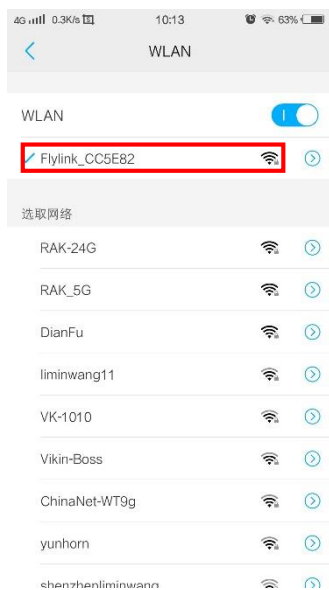 4G 0.3K/s 10:13 63%
WLAN
WLAN
Flylink_CC5E82
选取网络
RAK-24G
RAK_5G
DianFu
liminwang11
VK-1010
Vikin-Boss
ChinaNet-WT9g
yunhorn
shenzhenliminwang